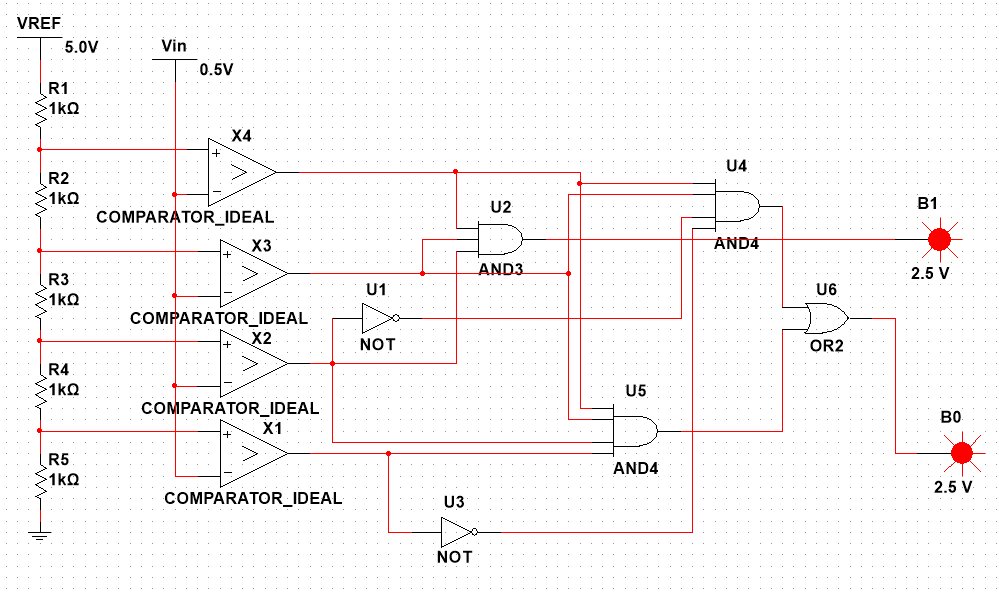 VREF
5.0V
Vin
0.5V
R1
1kΩ
X4
+
>
−
COMPARATOR_IDEAL
R2
1kΩ
U4
AND4
U2
AND3
B1
2.5 V
X3
+
>
−
COMPARATOR_IDEAL
R3
1kΩ
U1
NOT
U6
OR2
X2
+
>
−
COMPARATOR_IDEAL
R4
1kΩ
U5
AND4
X1
+
>
−
COMPARATOR_IDEAL
B0
2.5 V
R5
1kΩ
U3
NOT